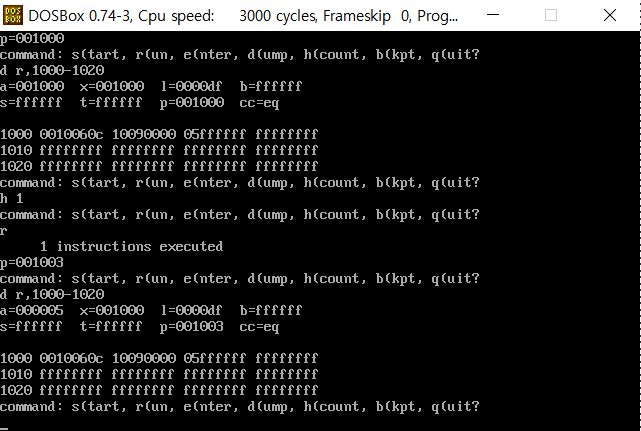 DOSBox 0.74-3, Cpu speed:    3000 cycles, Frameskip  0, Prog...
p=001000
command: s(tart, r(un, e(nter, d(ump, h(count, b(kpt, q(uit?
d r,1000-1020
a=001000  x=001000  l=0000df  b=ffffff
s=ffffff  t=ffffff  p=001000  cc=eq

1000 0010060c 10090000 05ffffff ffffffff
1010 ffffffff ffffffff ffffffff ffffffff
1020 ffffffff ffffffff ffffffff ffffffff
command: s(tart, r(un, e(nter, d(ump, h(count, b(kpt, q(uit?
h 1
command: s(tart, r(un, e(nter, d(ump, h(count, b(kpt, q(uit?
r
     1 instructions executed
p=001003
command: s(tart, r(un, e(nter, d(ump, h(count, b(kpt, q(uit?
d r,1000-1020
a=000005  x=001000  l=0000df  b=ffffff
s=ffffff  t=ffffff  p=001003  cc=eq

1000 0010060c 10090000 05ffffff ffffffff
1010 ffffffff ffffffff ffffffff ffffffff
1020 ffffffff ffffffff ffffffff ffffffff
command: s(tart, r(un, e(nter, d(ump, h(count, b(kpt, q(uit?